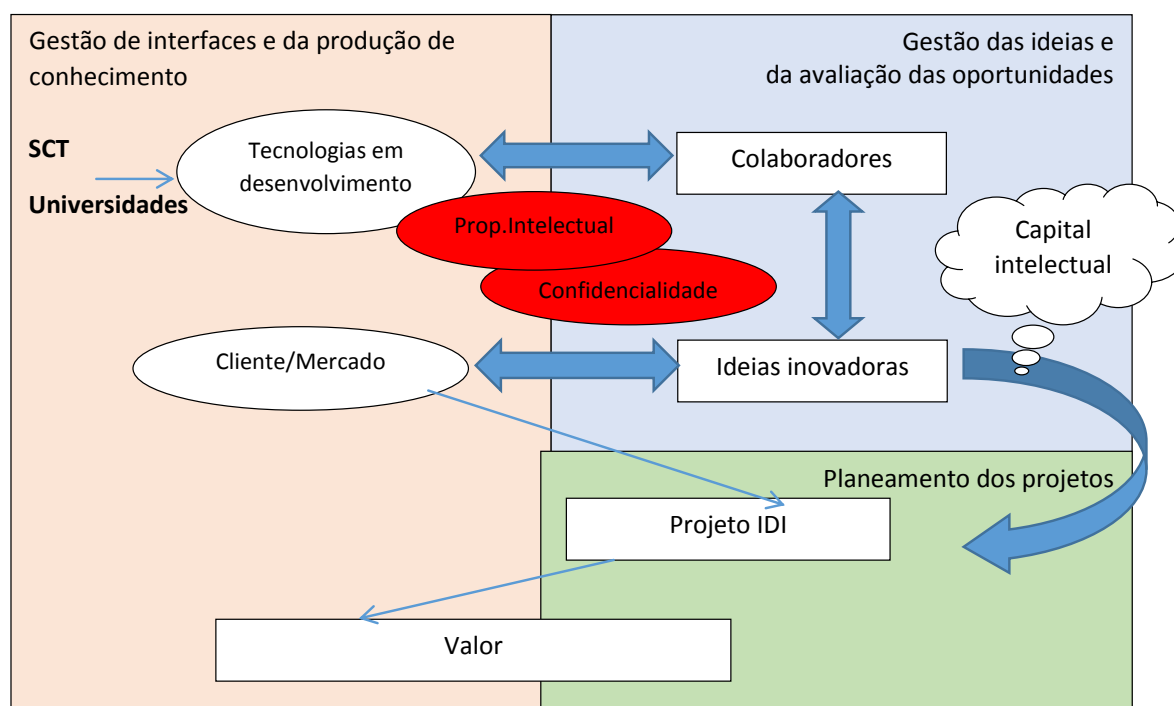 Gestão de interfaces e da produção de
conhecimento
Gestão das ideias e
da avaliação das oportunidades
SCT
Universidades
Tecnologias em
desenvolvimento
Colaboradores
Prop.Intelectual
Confidencialidade
Capital
intelectual
Cliente/Mercado
Ideias inovadoras
Planeamento dos projetos
Projeto IDI
Valor